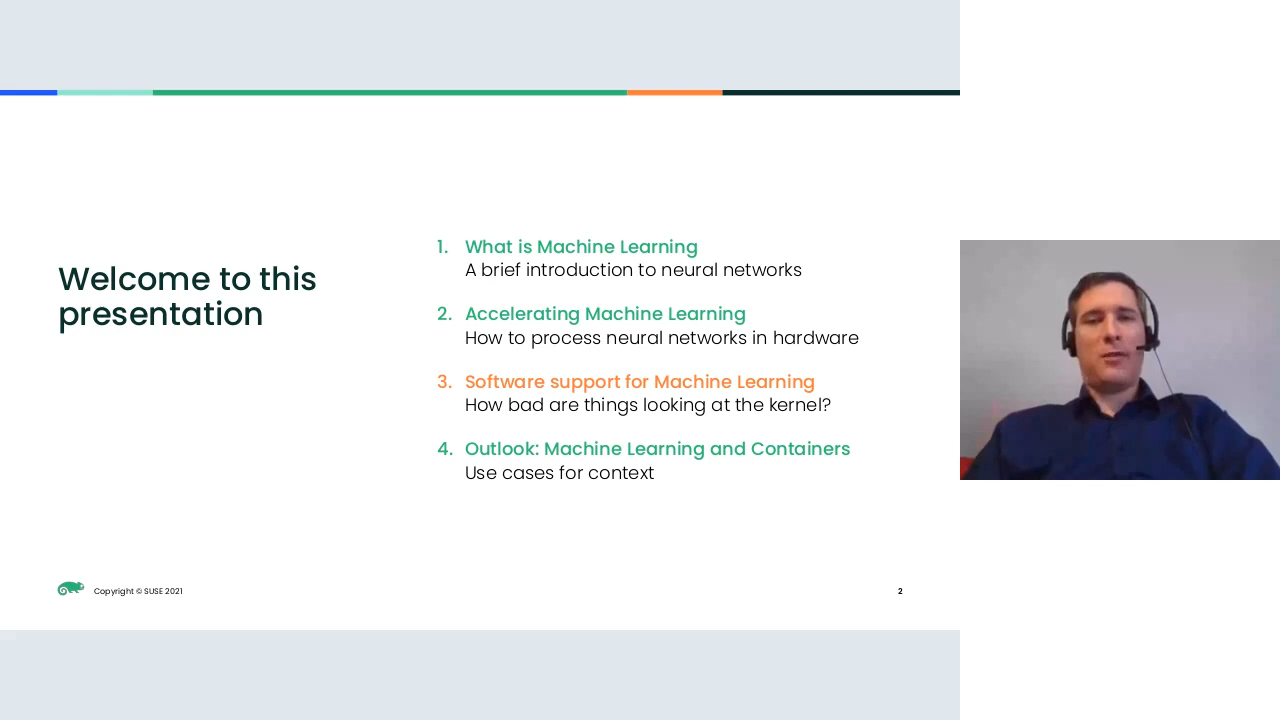 Welcome to this
presentation
1. What is Machine Learning
A brief introduction to neural networks
2. Accelerating Machine Learning
How to process neural networks in hardware
3. Software support for Machine Learning
How bad are things looking at the kernel?
4. Outlook: Machine Learning and Containers
Use cases for context
Copyright © SUSE 2021
2